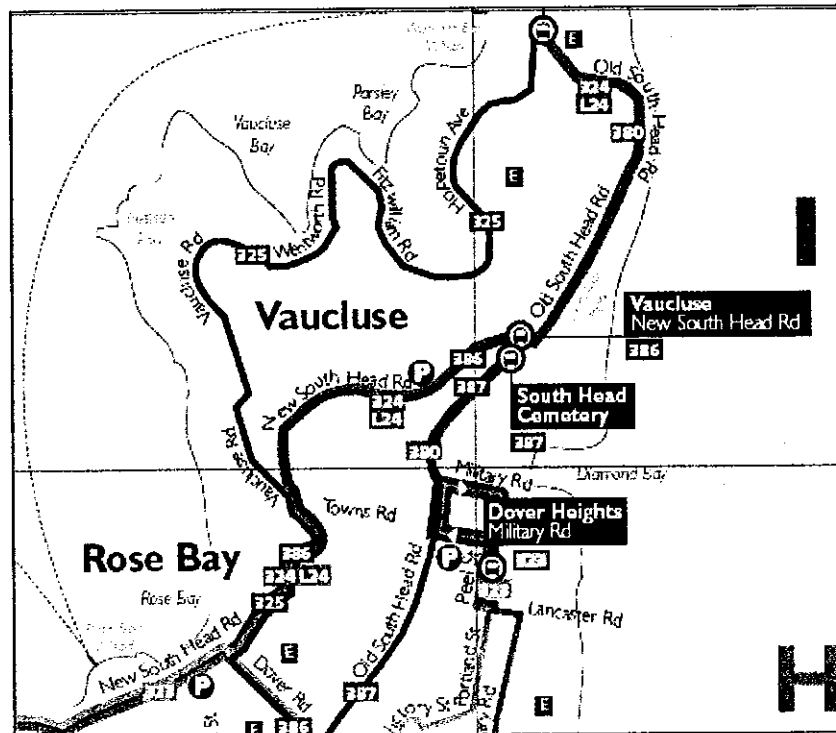 E
Old South Head Rd
324
L24
380
Parsley
Bay
Vaucluse
Bay
Hopetoun Ave
E
Fitzwilliam Rd
325
Wentworth Rd
325
Vaucluse Rd
Old South Head Rd
Vaucluse
Vaucluse
New South Head Rd
386
386
P
387
New South Head Rd
324
L24
South Head
Cemetery
387
380
Vaucluse Rd
Military Rd
Diamond Bay
Towns Rd
Dover Heights
Military Rd
Rose Bay
386
P
324 L24
Peel St
Rose Bay
325
Lancaster Rd
Old South Head Rd
New South Head Rd
E
Dover Rd
Portland St
P
387
E
H
St
E
386